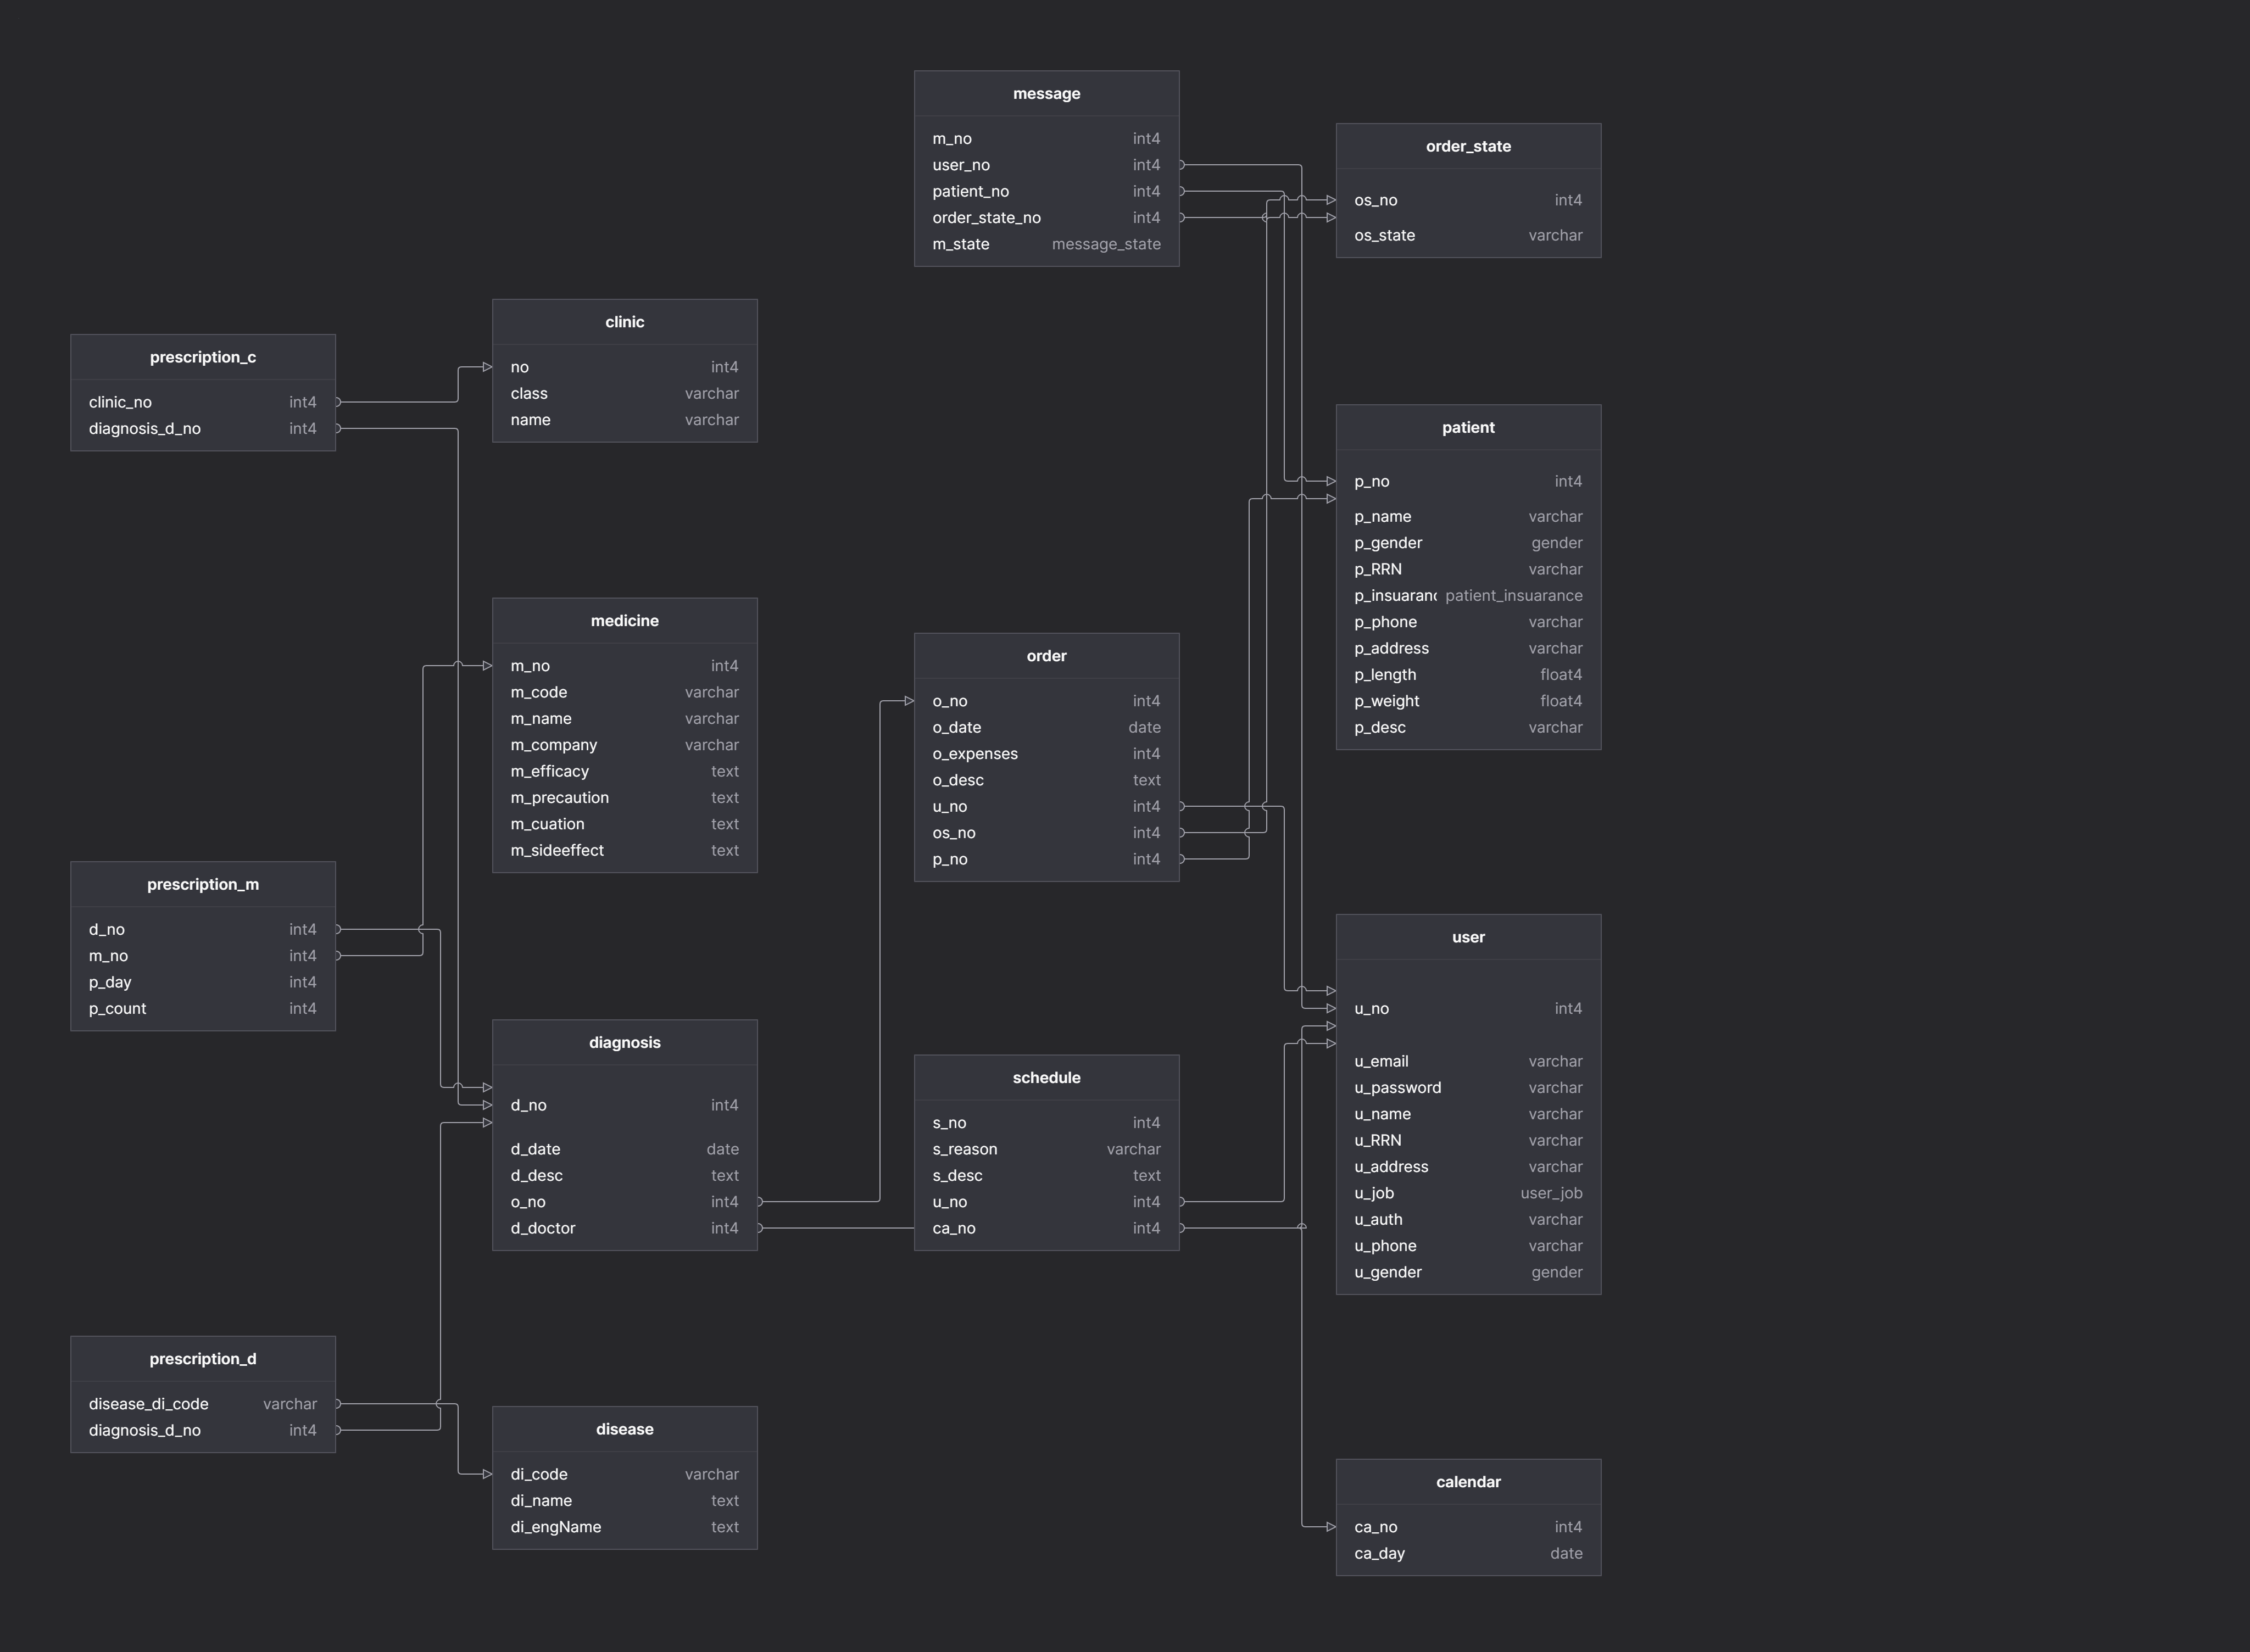 message
m_no int4
user_no int4
patient_no int4
order_state_no int4
m_state message_state
order_state
os_no int4
os_state varchar
clinic
no int4
class varchar
name varchar
prescription_c
clinic_no int4
diagnosis_d_no int4
patient
p_no int4
p_name varchar
p_gender gender
p_RRN varchar
p_insuaranc patient_insuarance
p_phone varchar
p_address varchar
p_length float4
p_weight float4
p_desc varchar
medicine
m_no int4
m_code varchar
m_name varchar
m_company varchar
m_efficacy text
m_precaution text
m_cuation text
m_sideeffect text
order
o_no int4
o_date date
o_expenses int4
o_desc text
u_no int4
os_no int4
p_no int4
prescription_m
d_no int4
m_no int4
p_day int4
p_count int4
user
u_no int4
u_email varchar
u_password varchar
u_name varchar
u_RRN varchar
u_address varchar
u_job user_job
u_auth varchar
u_phone varchar
u_gender gender
diagnosis
d_no int4
d_date date
d_desc text
o_no int4
d_doctor int4
schedule
s_no int4
s_reason varchar
s_desc text
u_no int4
ca_no int4
prescription_d
disease_di_code varchar
diagnosis_d_no int4
disease
di_code varchar
di_name text
di_engName text
calendar
ca_no int4
ca_day date